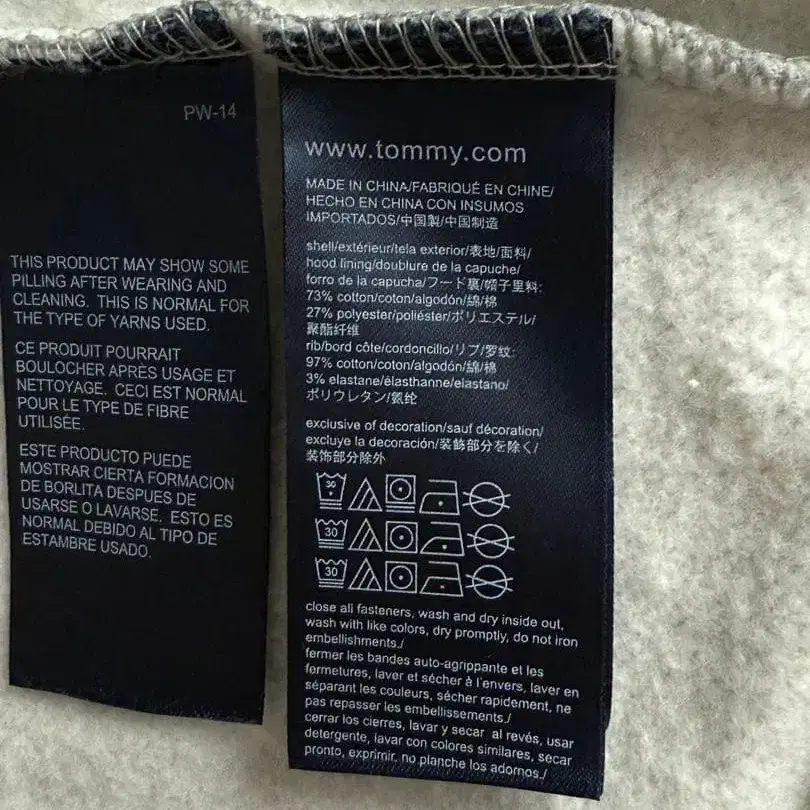 PW-14
THIS PRODUCT MAY SHOW SOME
PILLING AFTER WEARING AND
CLEANING. THIS IS NORMAL FOR
THE TYPE OF YARNS USED.
CE PRODUIT POURRAIT
BOULOCHER APRÈS USAGE ET
NETTOYAGE. CECI EST NORMAL
POUR LE TYPE DE FIBRE
UTILISÉE.
ESTE PRODUCTO PUEDE
MOSTRAR CIERTA FORMACION
DE BORLITA DESPUES DE
USARSE O LAVARSE. ESTO ES
NORMAL DEBIDO AL TIPO DE
ESTAMBRE USADO.
www.tommy.com
MADE IN CHINA/FABRIQUÉ EN CHINE/
HECHO EN CHINA CON INSUMOS
IMPORTADOS/中国製/中国制造
shell/extérieur/tela exterior/表地/面料/
hood lining/doublure de la capuche/
forro de la capucha/フード裏/帽子里料:
73% cotton/coton/algodón/綿/棉
27% polyester/poliéster/ポリエステル/
聚酯纤维
rib/bord côte/cordoncillo/リブ/罗纹:
97% cotton/coton/algodón/綿/棉
3% elastane/élasthanne/elastano/
ポリウレタン/氨纶
exclusive of decoration/sauf décoration/
excluye la decoración/装飾部分を除く/
装饰部分除外
30
30
30
close all fasteners, wash and dry inside out,
wash with like colors, dry promptly, do not iron
embellishments./
fermer les bandes auto-agrippante et les
fermetures, laver et sécher à l'envers, laver en
séparant les couleurs, sécher rapidement, ne
pas repasser les embellissements./
cerrar los cierres, lavar y secar al revés, usar
detergente, lavar con colores similares, secar
pronto, exprimir, no planche los adornos./